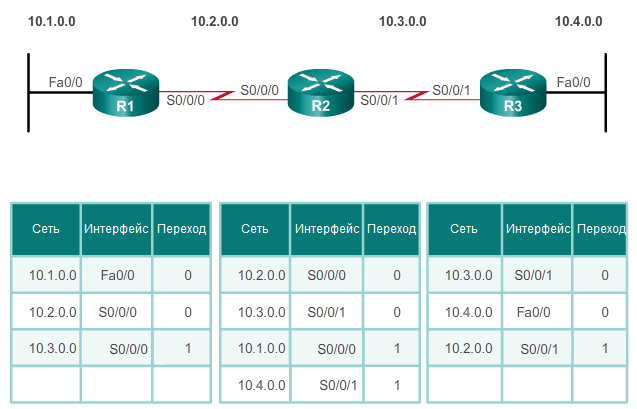 10.1.0.0 10.2.0.0 10.3.0.0 10.4.0.0
Fa0/0 R1 S0/0/0 S0/0/0 R2 S0/0/1 S0/0/1 R3 Fa0/0
Сеть Интерфейс Переход
10.1.0.0 Fa0/0 0
10.2.0.0 S0/0/0 0
10.3.0.0 S0/0/0 1
Сеть Интерфейс Переход
10.2.0.0 S0/0/0 0
10.3.0.0 S0/0/1 0
10.1.0.0 S0/0/0 1
10.4.0.0 S0/0/1 1
Сеть Интерфейс Переход
10.3.0.0 S0/0/1 0
10.4.0.0 Fa0/0 0
10.2.0.0 S0/0/1 1